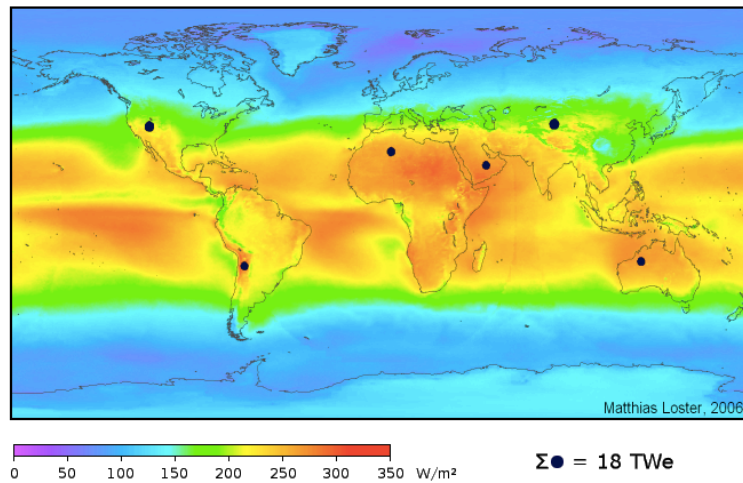 Matthias Loster, 2006
0 50 100 150 200 250 300 350 W/m²
Σ● = 18 TWe